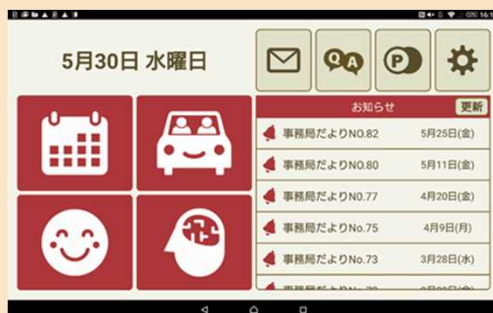 16:1
5月30日 水曜日
Q A
P
お知らせ
更新
事務局だよりNO.82 5月25日(金)
事務局だよりNO.80 5月11日(金)
事務局だよりNO.77 4月20日(金)
事務局だよりNo.75 4月9日(月)
事務局だよりNo.73 3月28日(水)